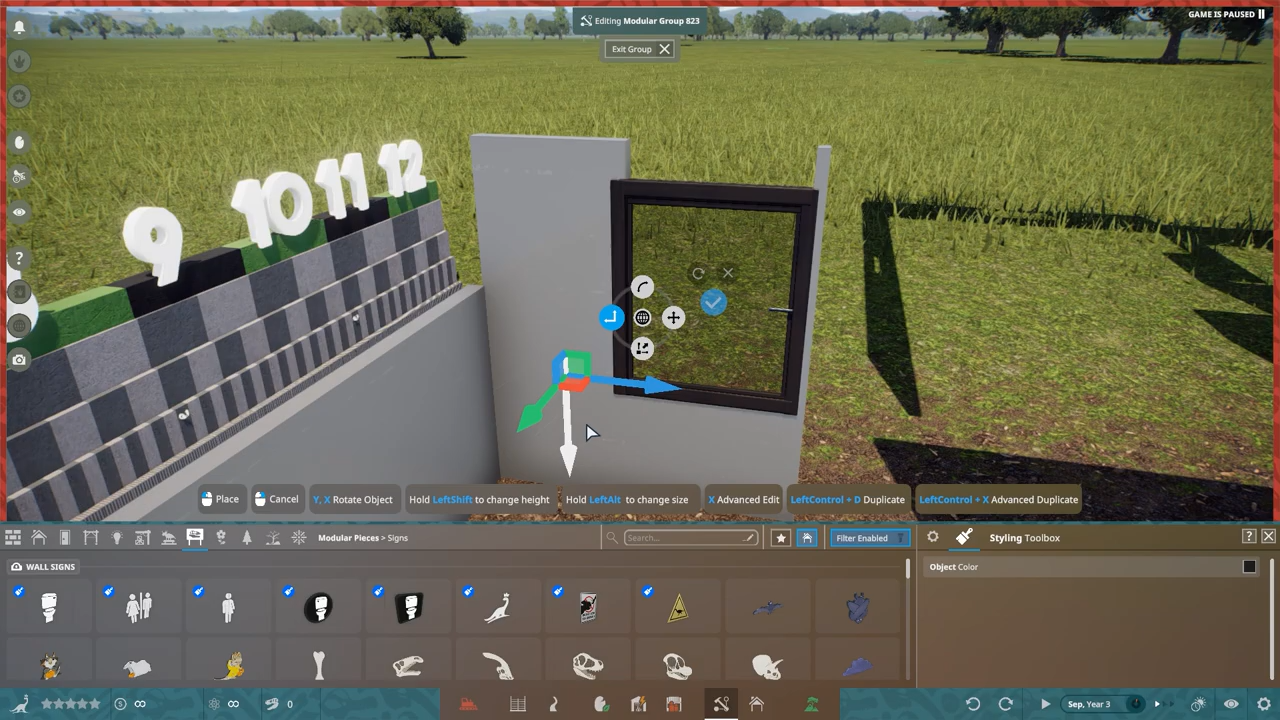 Editing Modular Group 823
GAME IS PAUSED
Exit Group
9
10
11
12
?
Place
Cancel
Y, X Rotate Object
Hold LeftShift to change height
Hold LeftAlt to change size
X Advanced Edit
LeftControl + D Duplicate
LeftControl + X Advanced Duplicate
Modular Pieces > Signs
Search...
Filter Enabled
Styling Toolbox
?
WALL SIGNS
Object Color
∞
∞
0
Sep, Year 3